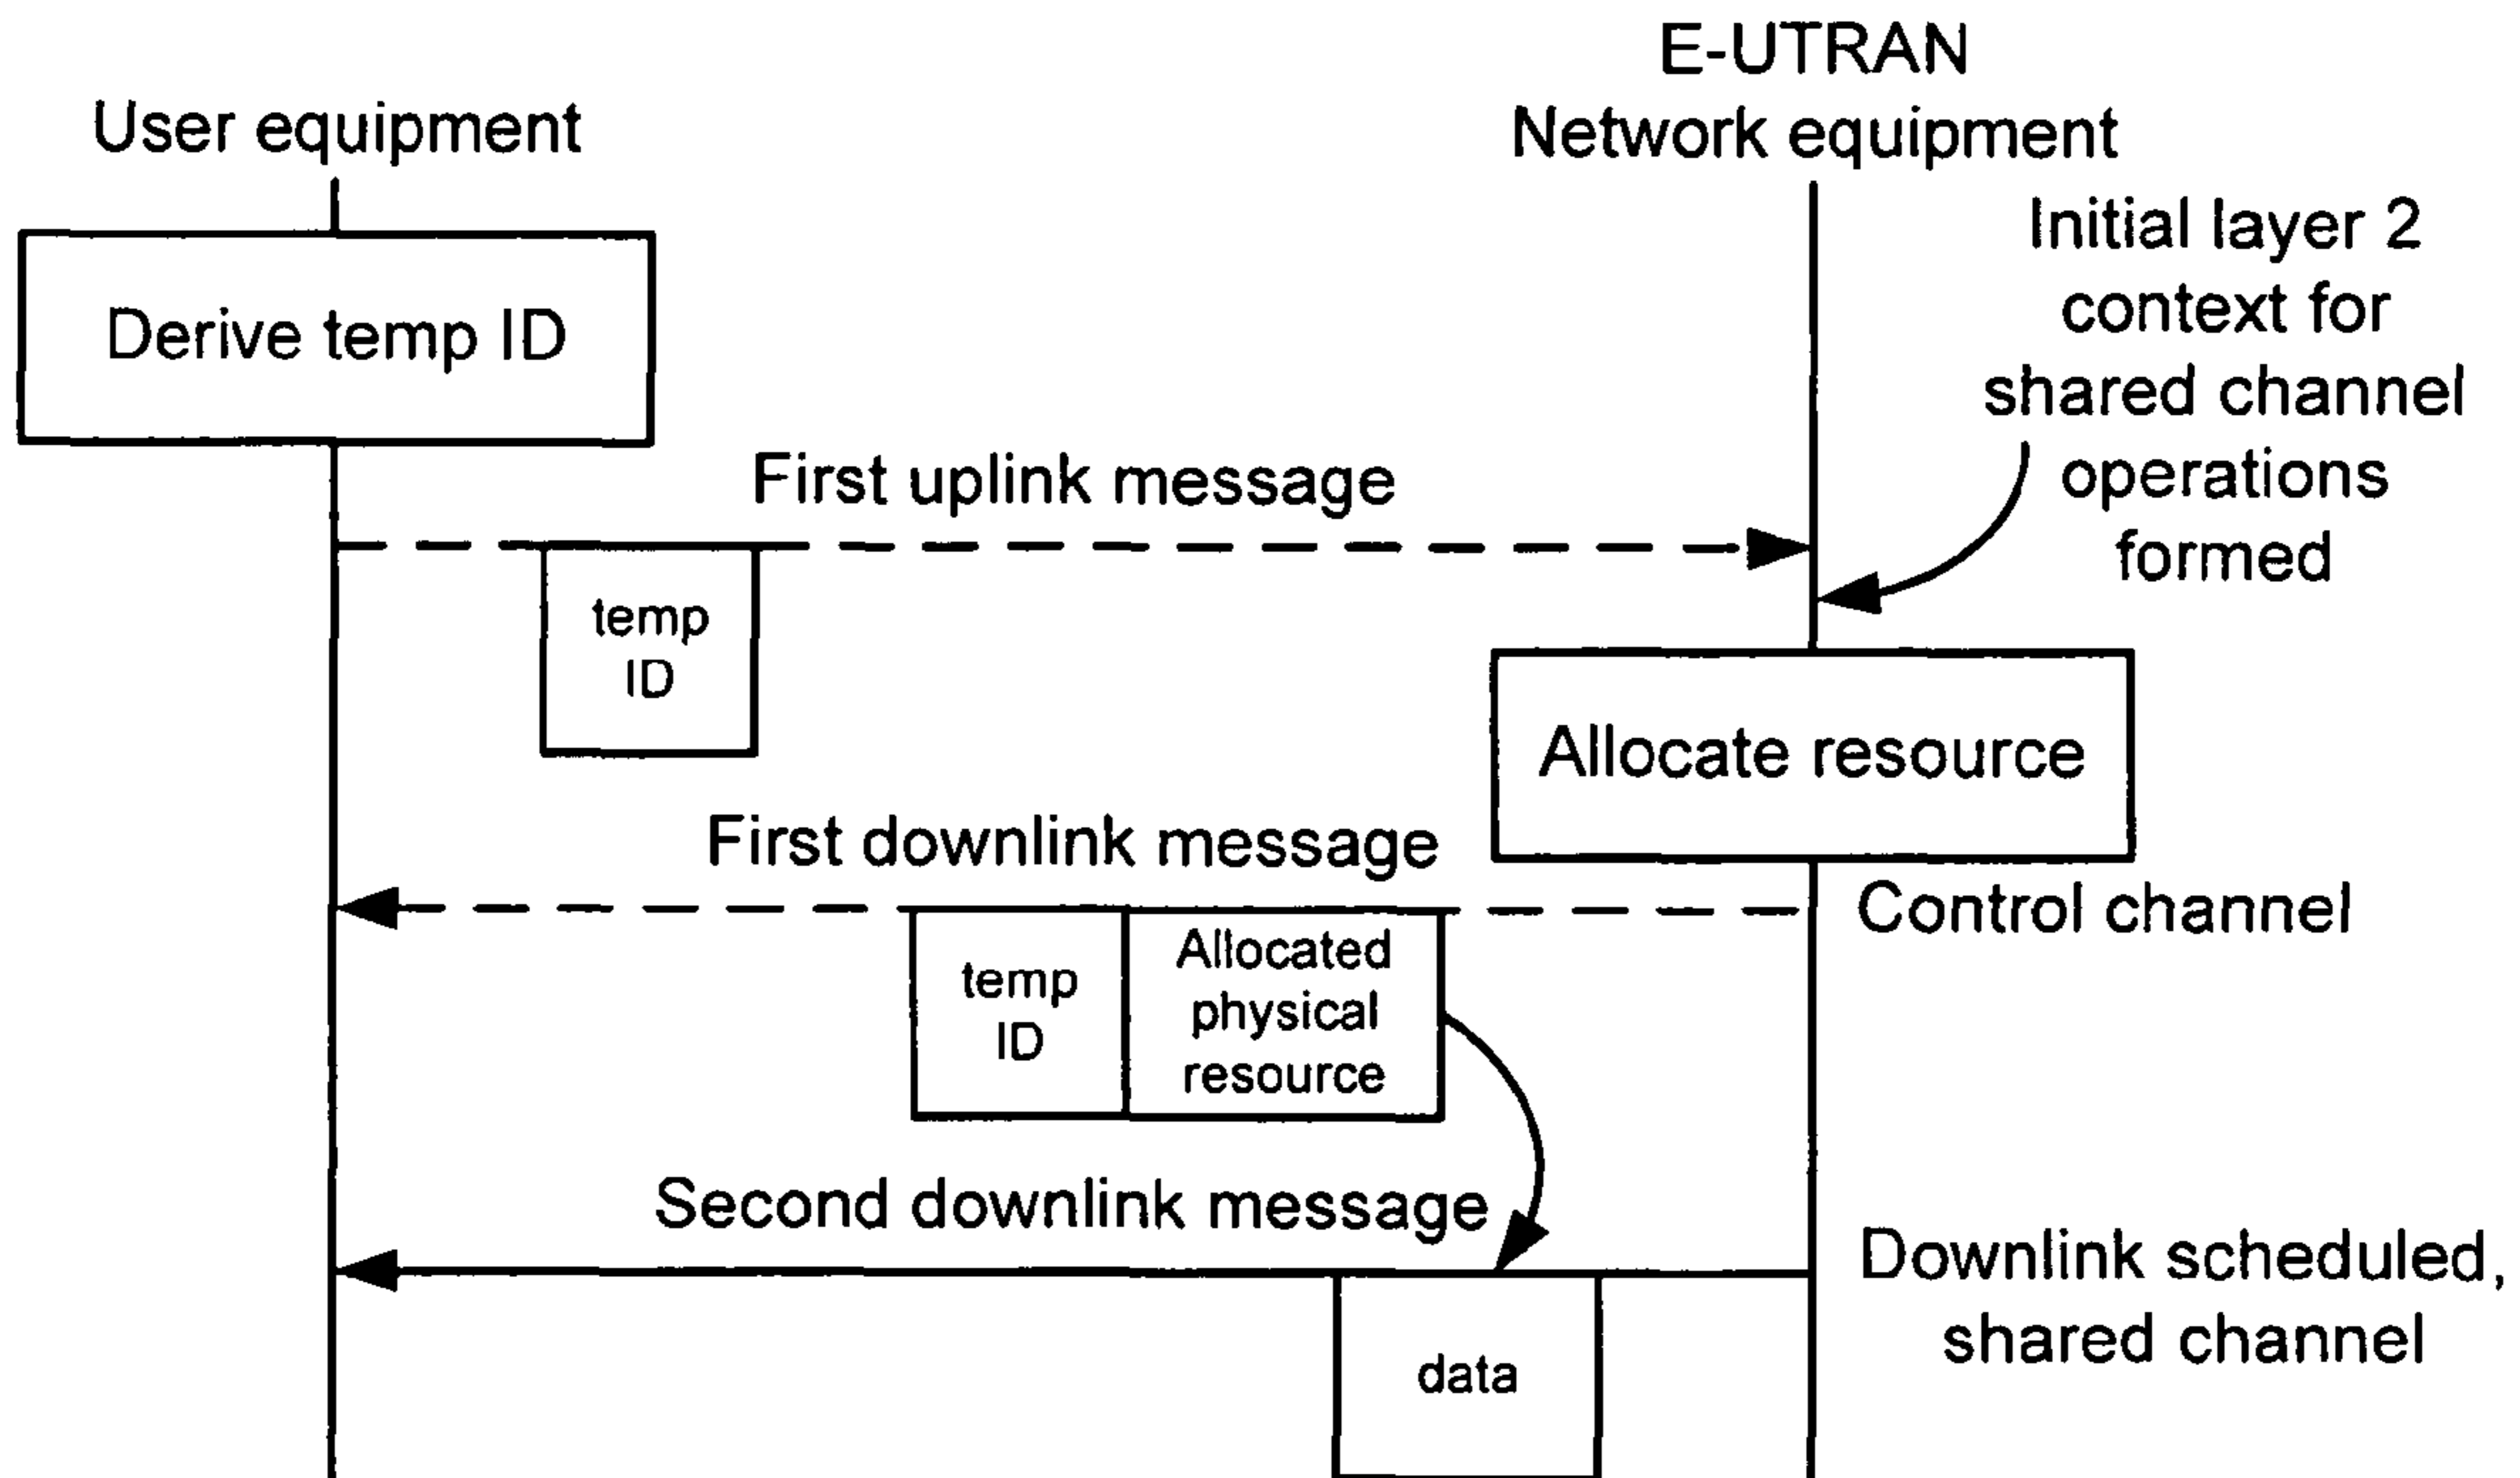 E-UTRAN
User equipment
Network equipment
Initial layer 2
context for
shared channel
operations
formed
Derive temp ID
First uplink message
temp
ID
Allocate resource
First downlink message
Control channel
temp
ID
Allocated
physical
resource
Second downlink message
Downlink scheduled,
shared channel
data